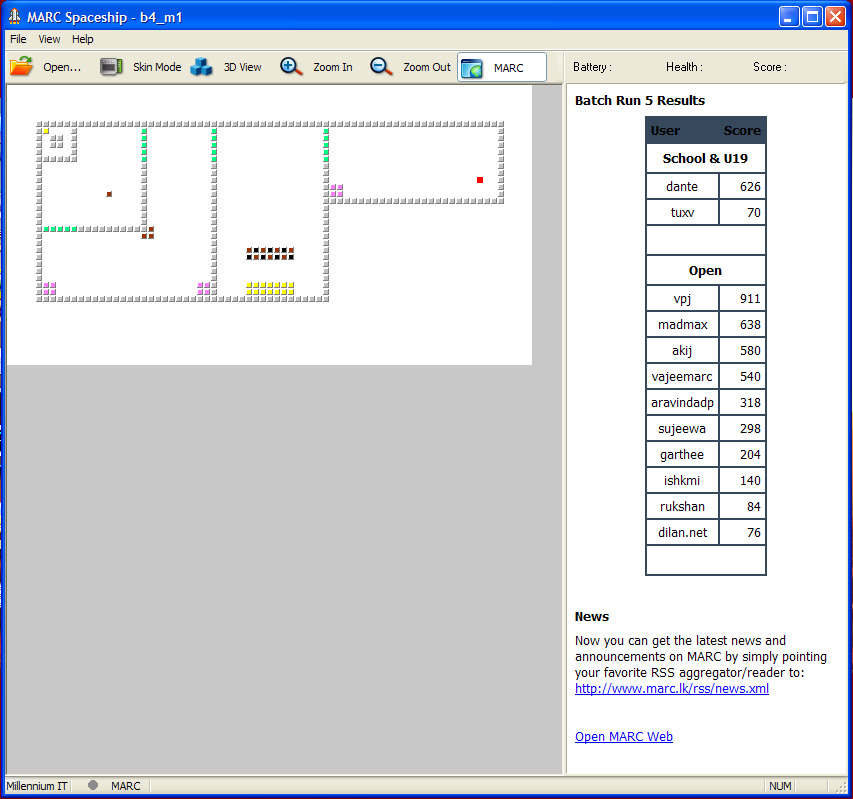 MARC Spaceship - b4_m1
File View Help
Open... Skin Mode 3D View Zoom In Zoom Out MARC Battery : Health : Score :
Batch Run 5 Results
User Score
School & U19
dante 626
tuxv 70
Open
vpj 911
madmax 638
akij 580
vajeemarc 540
aravindadp 318
sujeewa 298
garthee 204
ishkmi 140
rukshan 84
dilan.net 76
News
Now you can get the latest news and
announcements on MARC by simply pointing
your favorite RSS aggregator/reader to:
http://www.marc.lk/rss/news.xml
Open MARC Web
Millennium IT MARC NUM